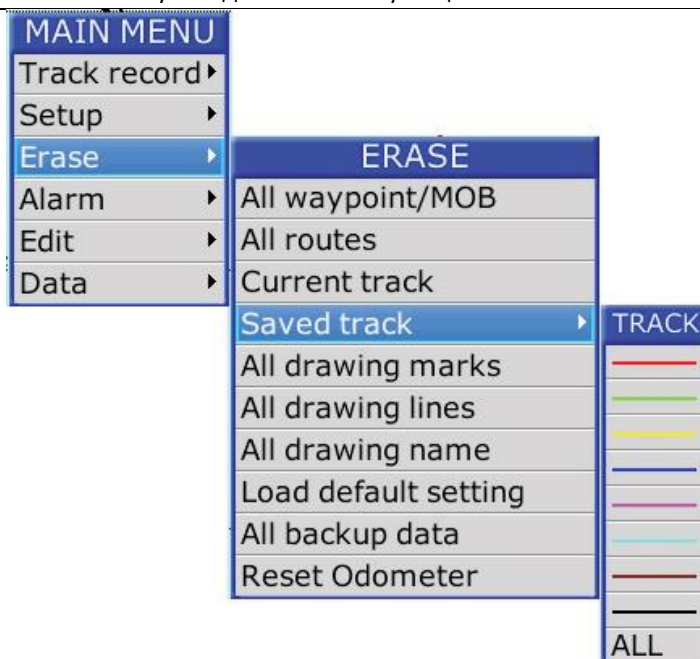 MAIN MENU
Track record
Setup
Erase
Alarm
Edit
Data
ERASE
All waypoint/MOB
All routes
Current track
Saved track
All drawing marks
All drawing lines
All drawing name
Load default setting
All backup data
Reset Odometer
TRACK
ALL